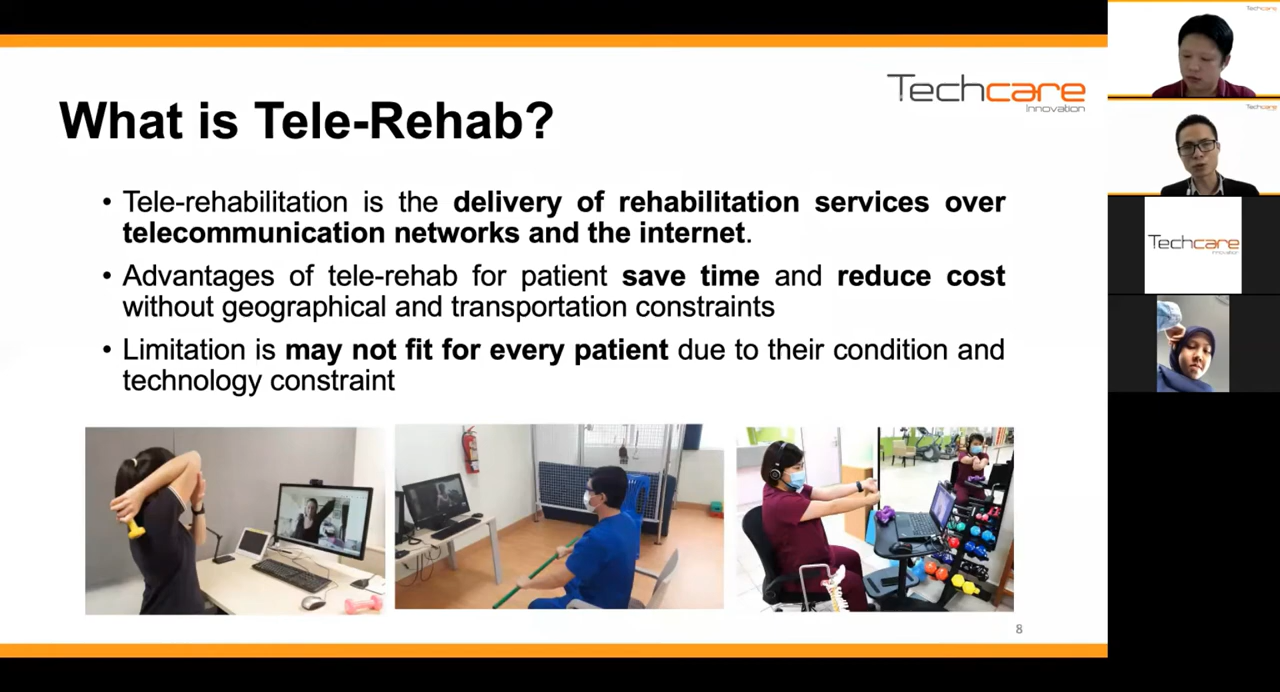 Techcare
Innovation
What is Tele-Rehab?
• Tele-rehabilitation is the delivery of rehabilitation services over
telecommunication networks and the internet.
• Advantages of tele-rehab for patient save time and reduce cost
without geographical and transportation constraints
• Limitation is may not fit for every patient due to their condition and
technology constraint
8
Techcare
Techcare
Techcare
Innovation